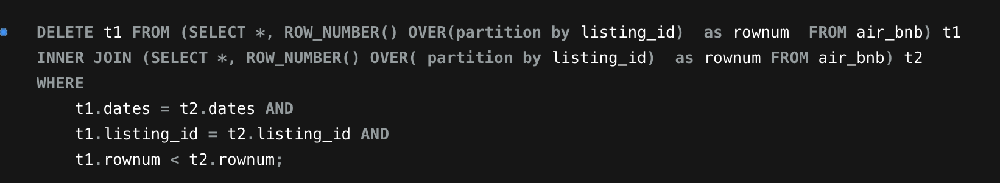 DELETE t1 FROM (SELECT *, ROW_NUMBER() OVER(partition by listing_id)  as rownum  FROM air_bnb) t1
INNER JOIN (SELECT *, ROW_NUMBER() OVER( partition by listing_id)  as rownum FROM air_bnb) t2
WHERE
    t1.dates = t2.dates AND
    t1.listing_id = t2.listing_id AND
    t1.rownum < t2.rownum;